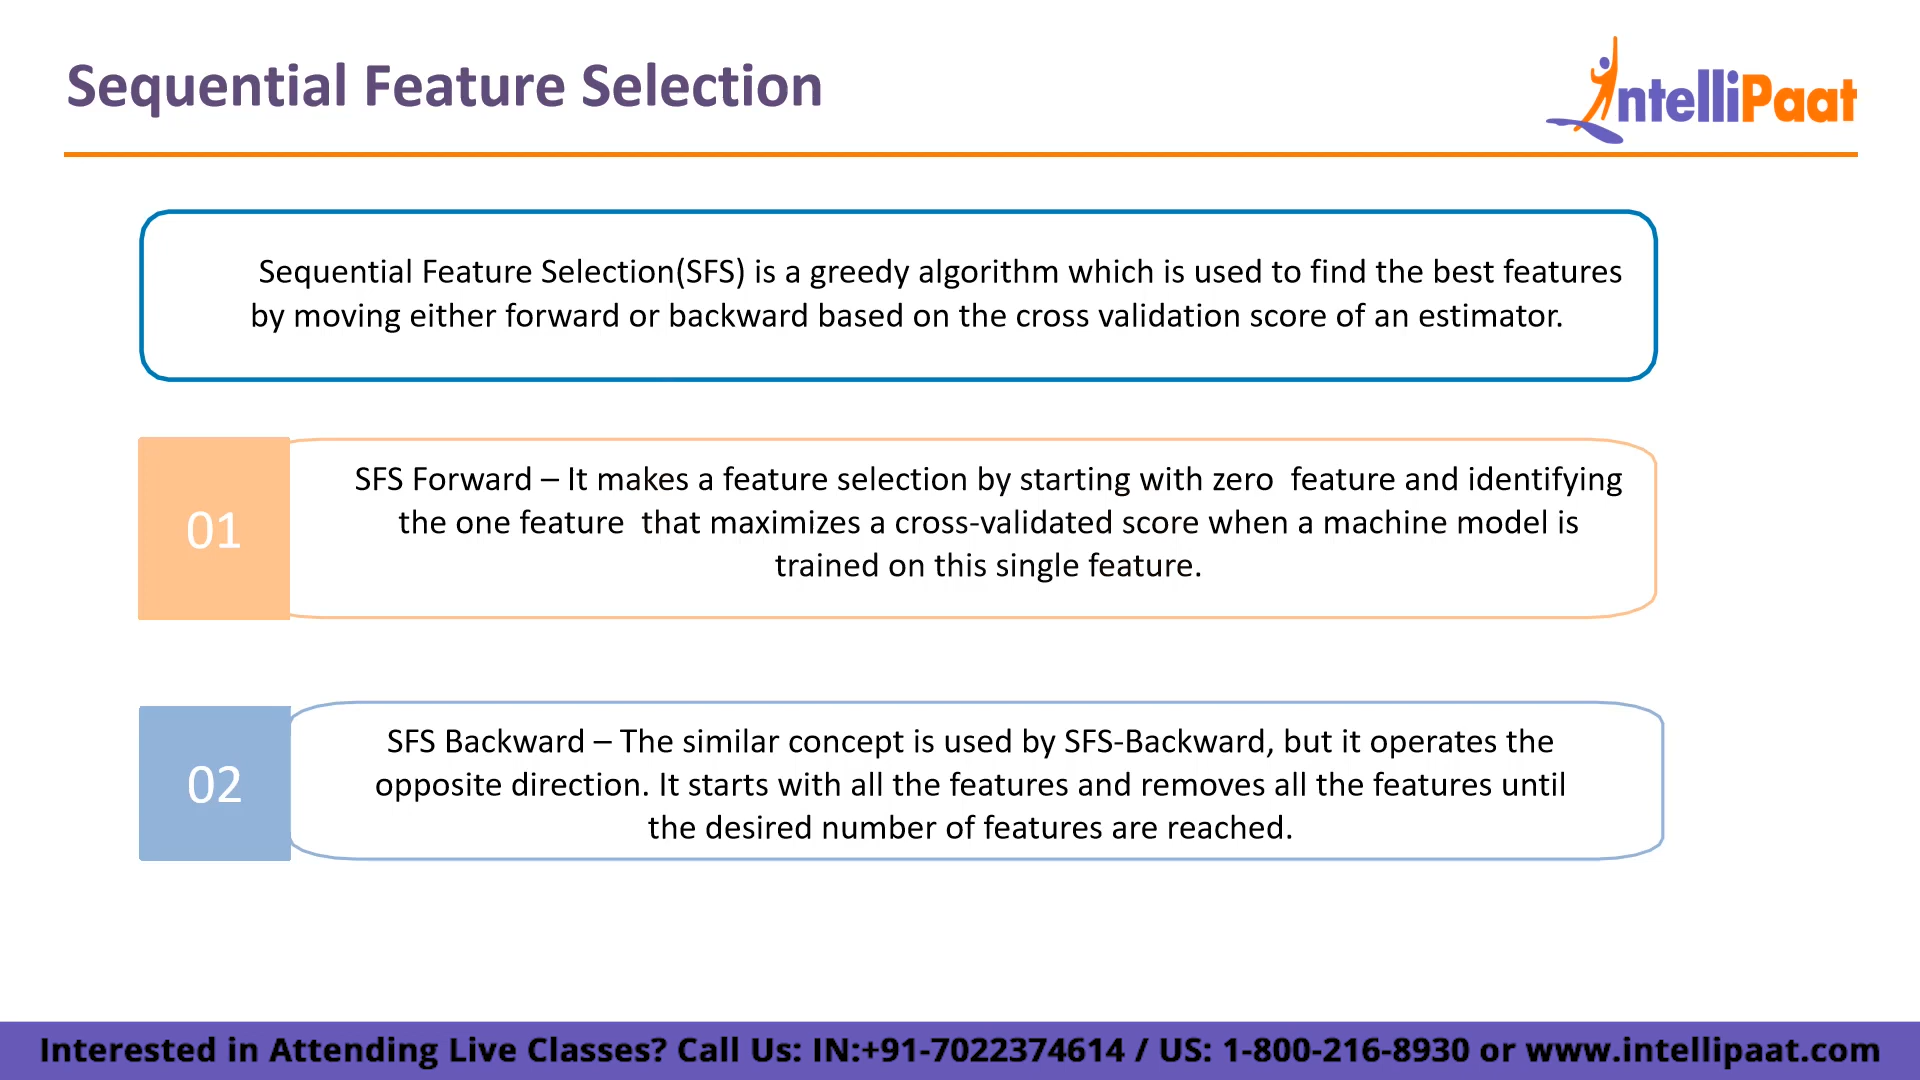 Sequential Feature Selection
IntelliPaat
Sequential Feature Selection(SFS) is a greedy algorithm which is used to find the best features
by moving either forward or backward based on the cross validation score of an estimator.
01
SFS Forward – It makes a feature selection by starting with zero  feature and identifying
the one feature  that maximizes a cross-validated score when a machine model is
trained on this single feature.
02
SFS Backward – The similar concept is used by SFS-Backward, but it operates the
opposite direction. It starts with all the features and removes all the features until
the desired number of features are reached.
Interested in Attending Live Classes? Call Us: IN:+91-7022374614 / US: 1-800-216-8930 or www.intellipaat.com